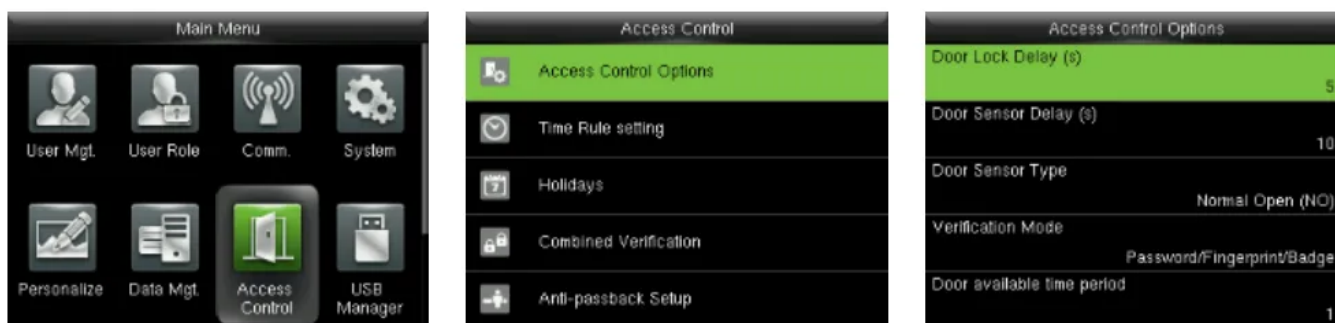 Main Menu
User Mgt.
User Role
Comm.
System
Personalize
Data Mgt.
Access
Control
USB
Manager
Access Control
Access Control Options
Time Rule setting
Holidays
Combined Verification
Anti-passback Setup
Access Control Options
Door Lock Delay (s)
5
Door Sensor Delay (s)
10
Door Sensor Type
Normal Open (NO)
Verification Mode
Password/Fingerprint/Badge
Door available time period
1